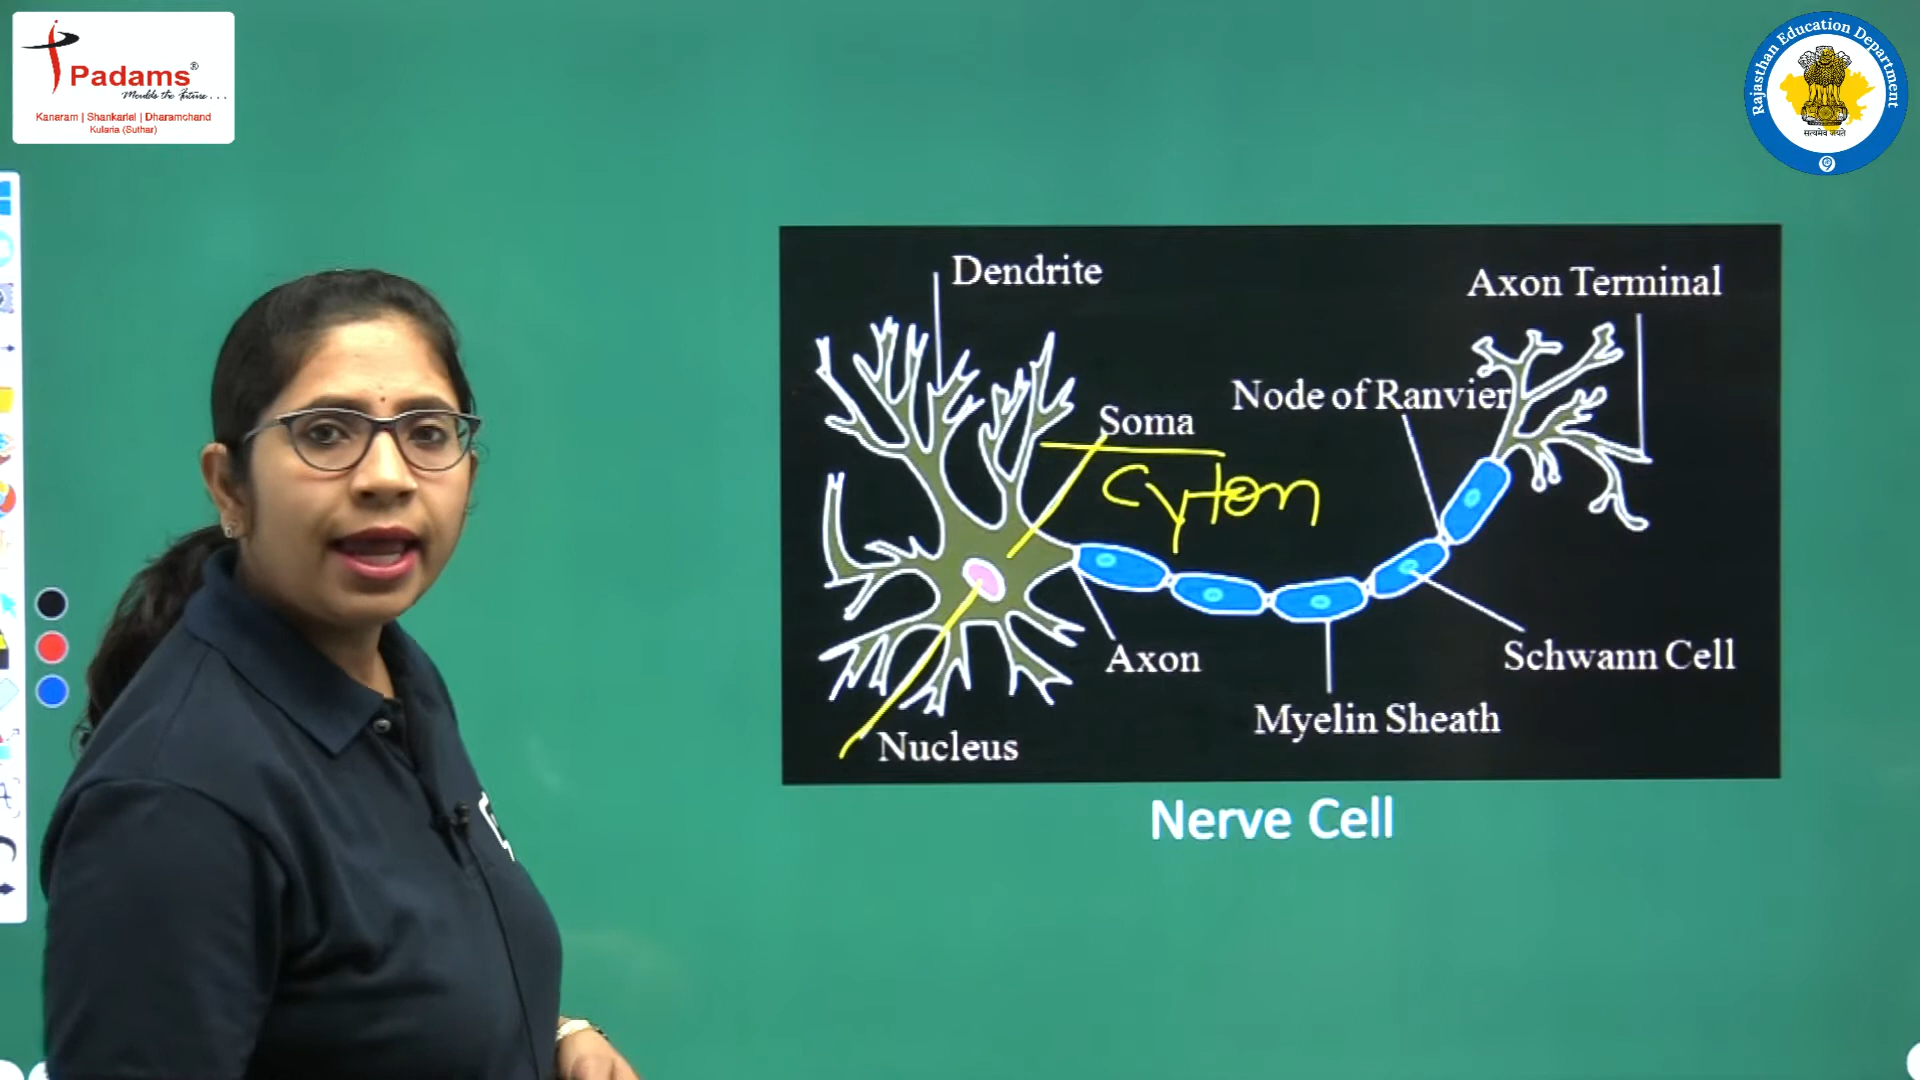 Padams®
Moulds the Future...
Kanaram | Shankarlal | Dharamchand
Kularia (Suthar)
Rajasthan Education Department
सत्यमेव जयते
Dendrite
Axon Terminal
Node of Ranvier
Soma
Cyton
Axon
Schwann Cell
Myelin Sheath
Nucleus
Nerve Cell